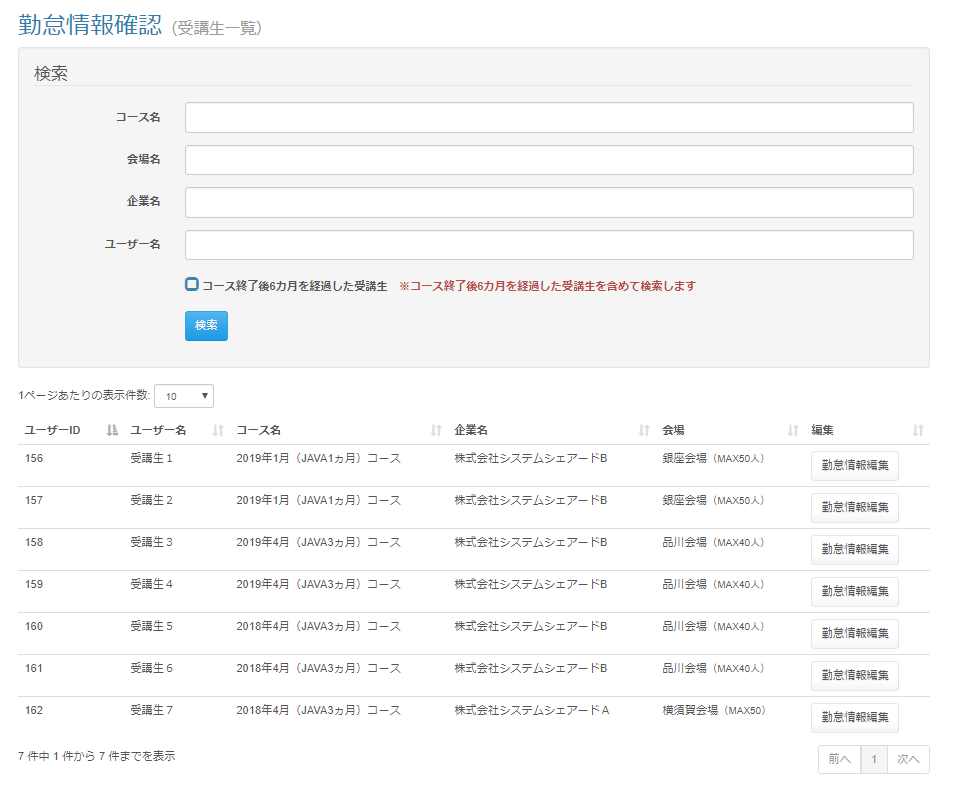 勤怠情報確認 (受講生一覧)
検索
コース名
会場名
企業名
ユーザー名
コース終了後6カ月を経過した受講生 ※コース終了後6カ月を経過した受講生を含めて検索します
検索
1ページあたりの表示件数: 10
ユーザーID ユーザー名 コース名 企業名 会場 編集
156 受講生１ 2019年1月（JAVA1ヵ月）コース 株式会社システムシェアードB 銀座会場（MAX50人） 勤怠情報編集
157 受講生２ 2019年1月（JAVA1ヵ月）コース 株式会社システムシェアードB 銀座会場（MAX50人） 勤怠情報編集
158 受講生３ 2019年4月（JAVA3ヵ月）コース 株式会社システムシェアードB 品川会場（MAX40人） 勤怠情報編集
159 受講生４ 2019年4月（JAVA3ヵ月）コース 株式会社システムシェアードB 品川会場（MAX40人） 勤怠情報編集
160 受講生５ 2018年4月（JAVA3ヵ月）コース 株式会社システムシェアードB 品川会場（MAX40人） 勤怠情報編集
161 受講生６ 2018年4月（JAVA3ヵ月）コース 株式会社システムシェアードB 品川会場（MAX40人） 勤怠情報編集
162 受講生７ 2018年4月（JAVA3ヵ月）コース 株式会社システムシェアードＡ 横須賀会場（MAX50） 勤怠情報編集
7 件中 1 件から 7 件までを表示 前へ 1 次へ